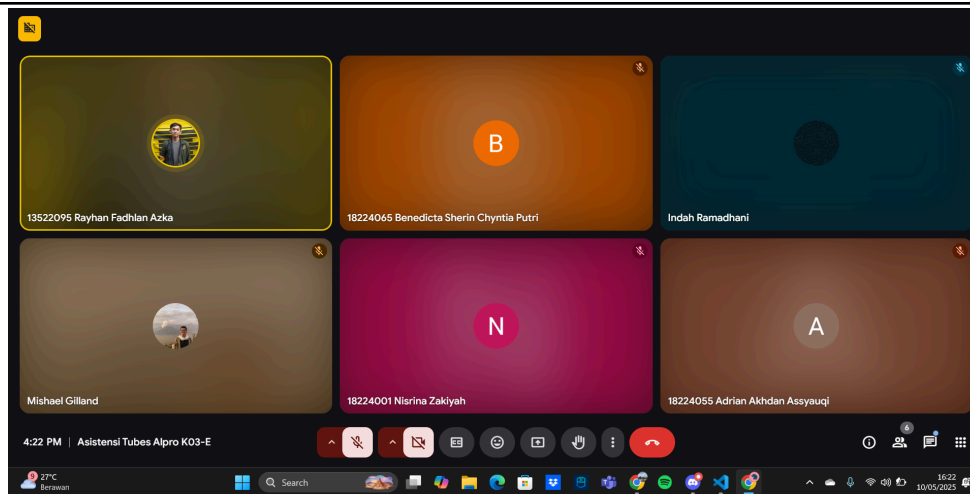 B
13522095 Rayhan Fadhlan Azka
18224065 Benedicta Sherin Chyntia Putri
Indah Ramadhani
N
A
Mishael Gilland
18224001 Nisrina Zakiyah
18224055 Adrian Akhdan Assyauqi
4:22 PM | Asistensi Tubes Alpro K03-E
6
9
27°C
Berawan
Search
16:22
10/05/2025